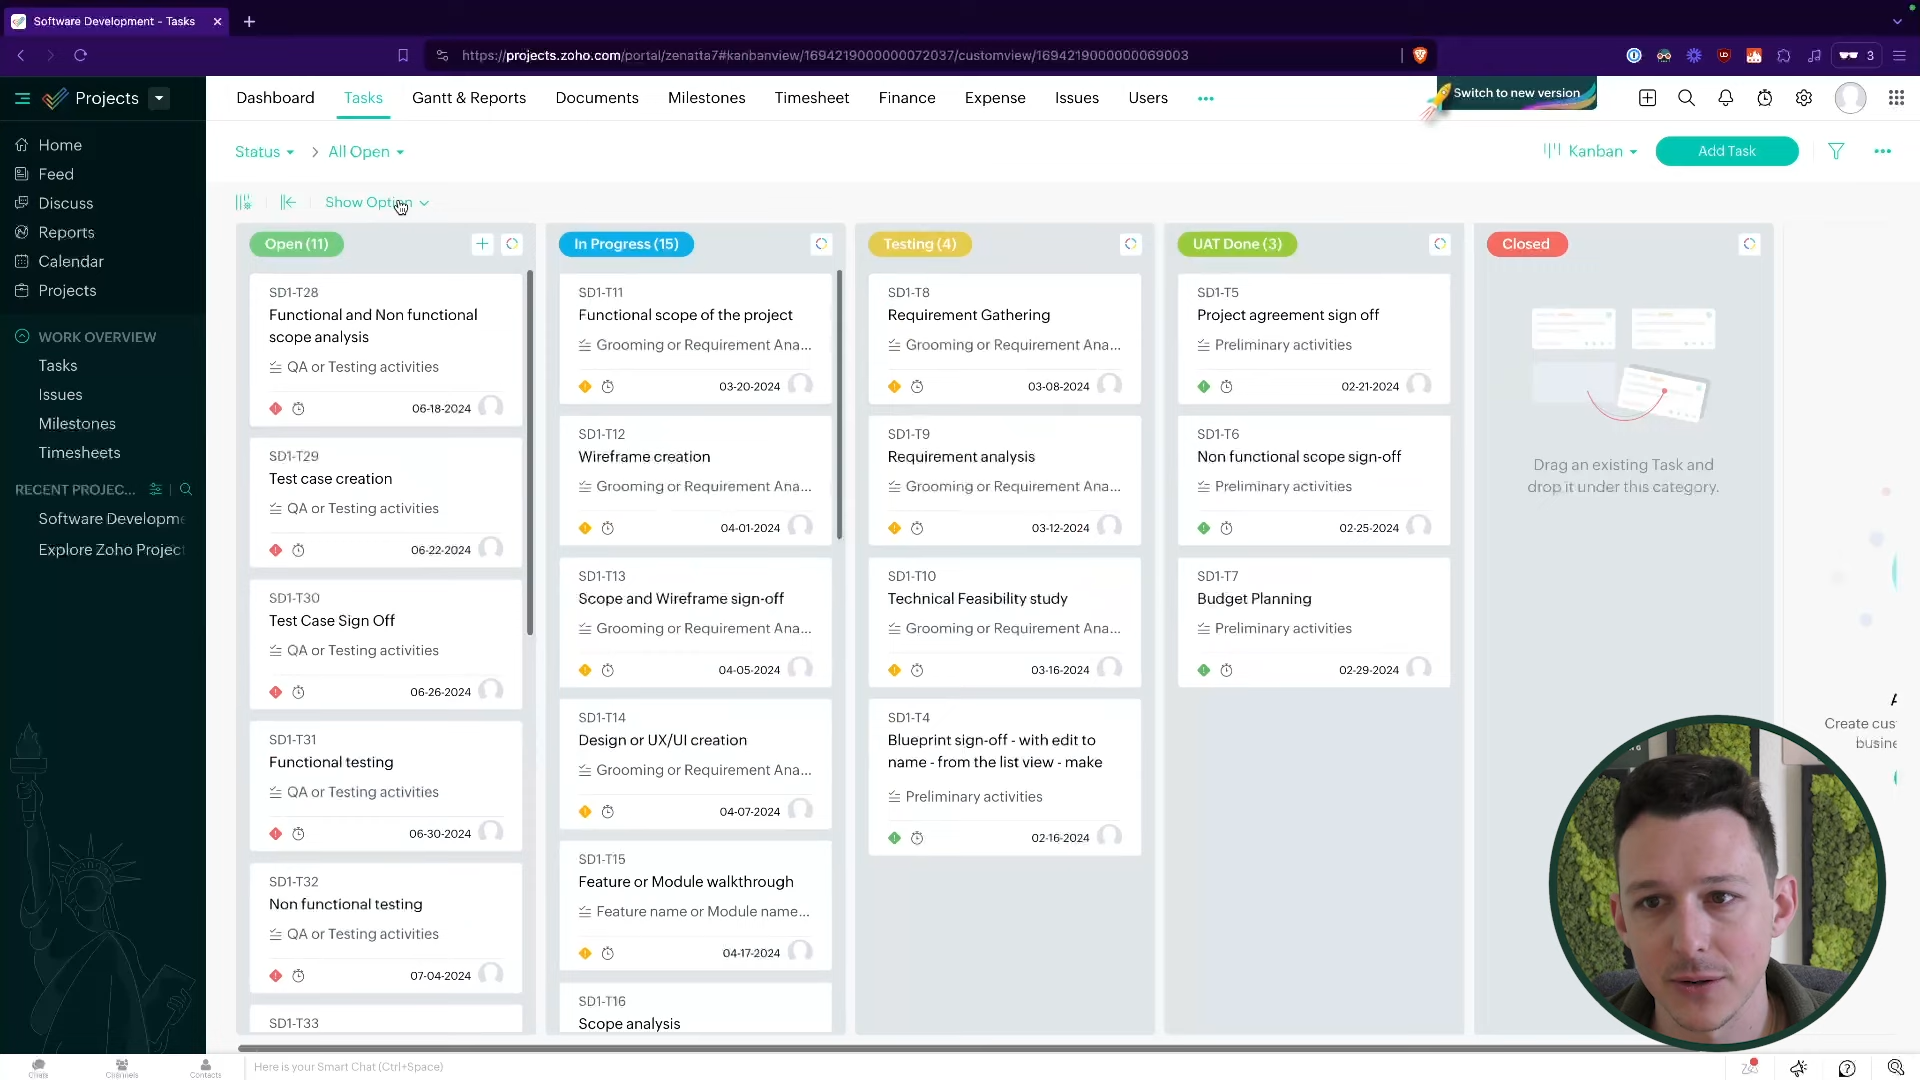 Software Development - Tasks
https://projects.zoho.com/portal/zenatta7#kanbanview/1694219000000072037/customview/1694219000000069003
3
Projects
Dashboard Tasks Gantt & Reports Documents Milestones Timesheet Finance Expense Issues Users
Switch to new version
Home
Feed
Discuss
Reports
Calendar
Projects
WORK OVERVIEW
Tasks
Issues
Milestones
Timesheets
RECENT PROJEC...
Software Developme
Explore Zoho Project
Status > All Open
Kanban
Add Task
Show Option
Open (11)
SD1-T28
Functional and Non functional
scope analysis
QA or Testing activities
06-18-2024
SD1-T29
Test case creation
QA or Testing activities
06-22-2024
SD1-T30
Test Case Sign Off
QA or Testing activities
06-26-2024
SD1-T31
Functional testing
QA or Testing activities
06-30-2024
SD1-T32
Non functional testing
QA or Testing activities
07-04-2024
SD1-T33
In Progress (15)
SD1-T11
Functional scope of the project
Grooming or Requirement Ana...
03-20-2024
SD1-T12
Wireframe creation
Grooming or Requirement Ana...
04-01-2024
SD1-T13
Scope and Wireframe sign-off
Grooming or Requirement Ana...
04-05-2024
SD1-T14
Design or UX/UI creation
Grooming or Requirement Ana...
04-07-2024
SD1-T15
Feature or Module walkthrough
Feature name or Module name...
04-17-2024
SD1-T16
Scope analysis
Testing (4)
SD1-T8
Requirement Gathering
Grooming or Requirement Ana...
03-08-2024
SD1-T9
Requirement analysis
Grooming or Requirement Ana...
03-12-2024
SD1-T10
Technical Feasibility study
Grooming or Requirement Ana...
03-16-2024
SD1-T4
Blueprint sign-off - with edit to
name - from the list view - make
Preliminary activities
02-16-2024
UAT Done (3)
SD1-T5
Project agreement sign off
Preliminary activities
02-21-2024
SD1-T6
Non functional scope sign-off
Preliminary activities
02-25-2024
SD1-T7
Budget Planning
Preliminary activities
02-29-2024
Closed
Drag an existing Task and
drop it under this category.
Create cus
busine
Chats
Channels
Contacts
Here is your Smart Chat (Ctrl+Space)